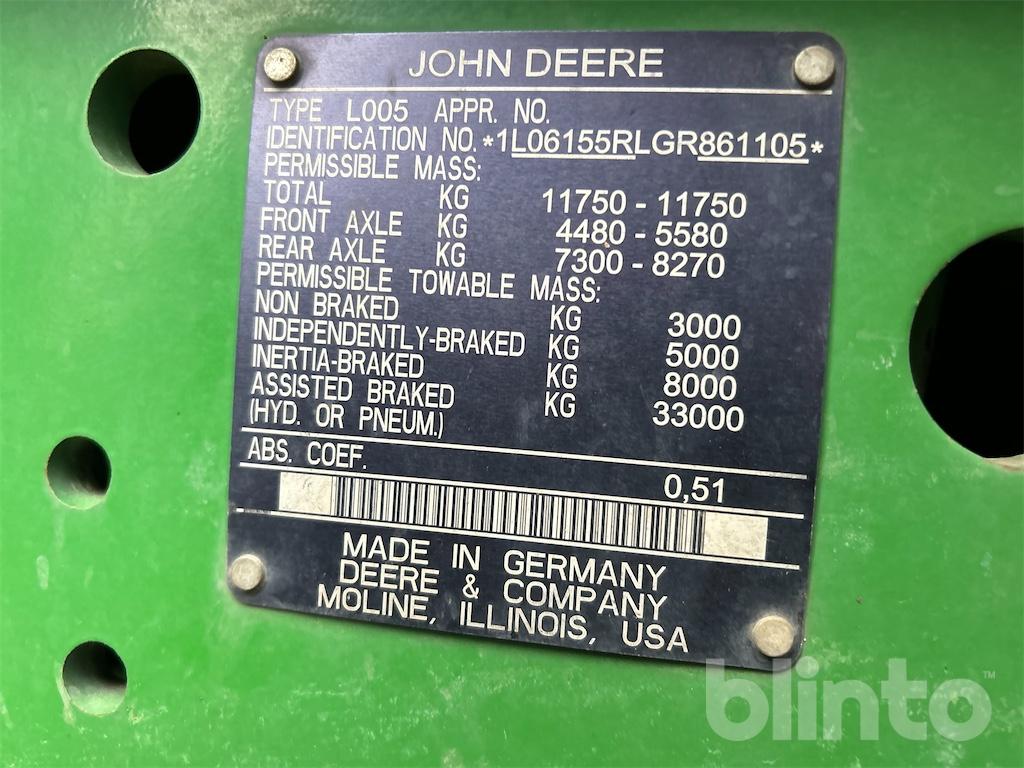 JOHN DEERE
TYPE L005 APPR. NO.
IDENTIFICATION NO. *1L06155RLGR861105*
PERMISSIBLE MASS:
TOTAL KG 11750 - 11750
FRONT AXLE KG 4480 - 5580
REAR AXLE KG 7300 - 8270
PERMISSIBLE TOWABLE MASS:
NON BRAKED KG 3000
INDEPENDENTLY-BRAKED KG 5000
INERTIA-BRAKED KG 8000
ASSISTED BRAKED KG 33000
(HYD. OR PNEUM.)
ABS. COEF. 0,51
MADE IN GERMANY
DEERE & COMPANY
MOLINE, ILLINOIS, USA
blinto™